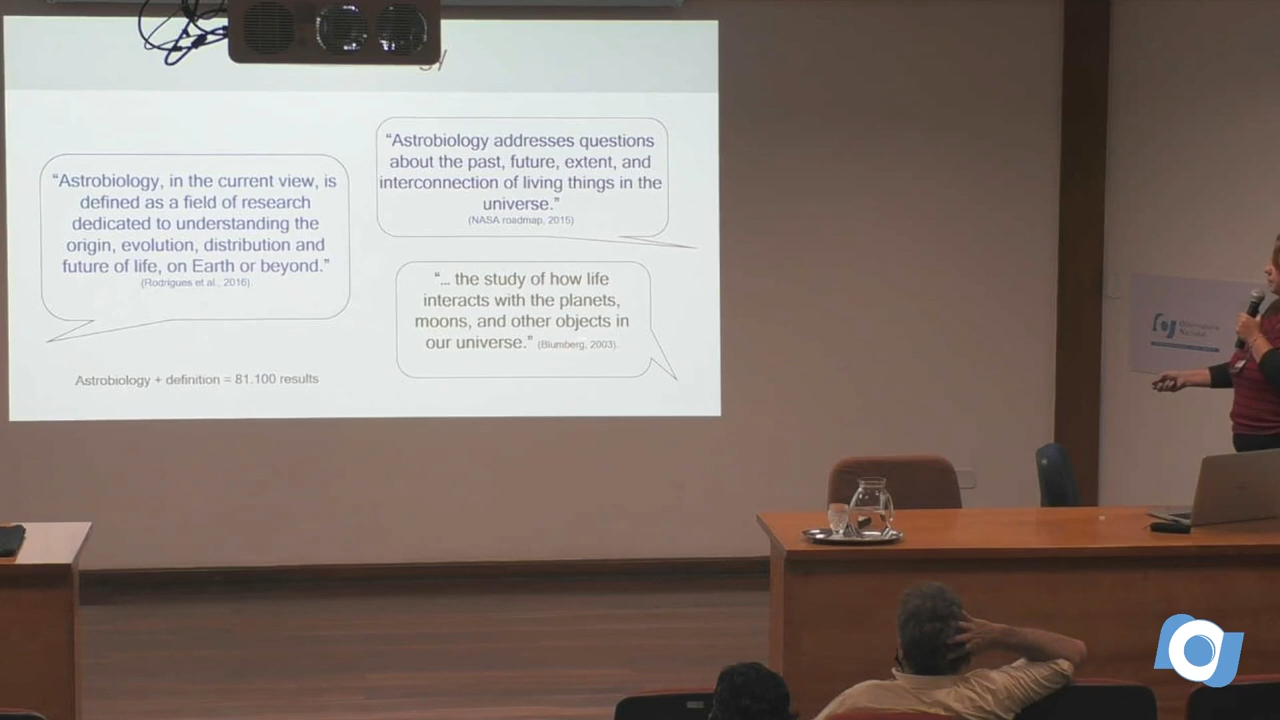 “Astrobiology, in the current view, is
defined as a field of research
dedicated to understanding the
origin, evolution, distribution and
future of life, on Earth or beyond.”
(Rodrigues et al., 2016).
“Astrobiology addresses questions
about the past, future, extent, and
interconnection of living things in the
universe.”
(NASA roadmap, 2015)
“... the study of how life
interacts with the planets,
moons, and other objects in
our universe.” (Blumberg, 2003).
Astrobiology + definition = 81.100 results
Observatório
Nacional